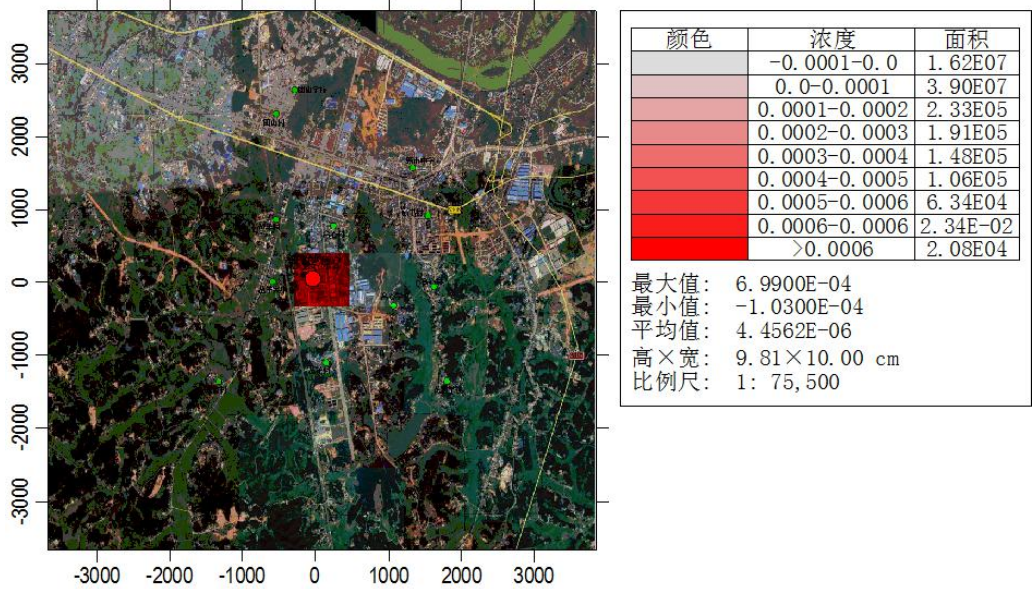 3000
2000
1000
0
-1000
-2000
-3000
-3000 -2000 -1000 0 1000 2000 3000
颜色 浓度 面积
-0.0001-0.0 1.62E07
0.0-0.0001 3.90E07
0.0001-0.0002 2.33E05
0.0002-0.0003 1.91E05
0.0003-0.0004 1.48E05
0.0004-0.0005 1.06E05
0.0005-0.0006 6.34E04
0.0006-0.0006 2.34E-02
>0.0006 2.08E04
最大值: 6.9900E-04
最小值: -1.0300E-04
平均值: 4.4562E-06
高×宽: 9.81×10.00 cm
比例尺: 1: 75,500